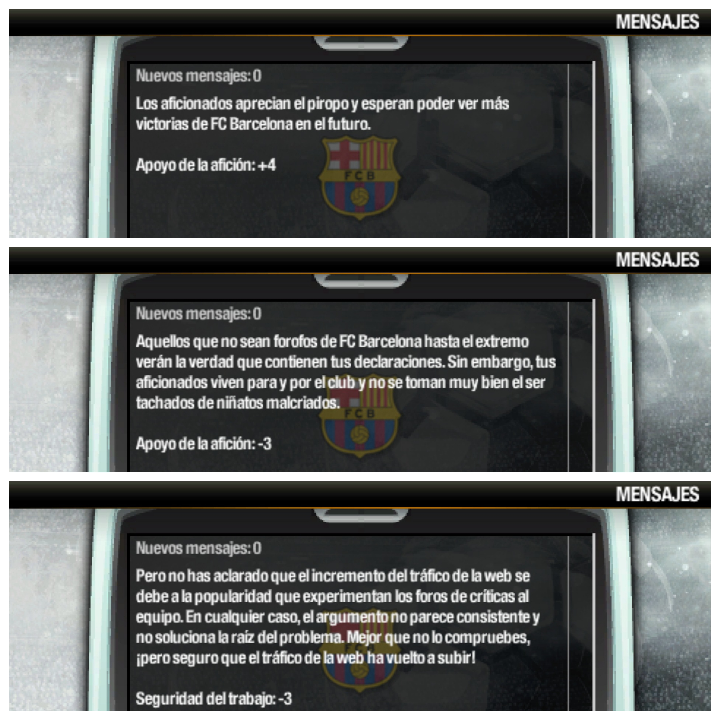 MENSAJES
Nuevos mensajes: 0
Los aficionados aprecian el piropo y esperan poder ver más
victorias de FC Barcelona en el futuro.
Apoyo de la afición: +4
FCB
MENSAJES
Nuevos mensajes: 0
Aquellos que no sean forofos de FC Barcelona hasta el extremo
verán la verdad que contienen tus declaraciones. Sin embargo, tus
aficionados viven para y por el club y no se toman muy bien el ser
tachados de niñatos malcriados.
FCB
Apoyo de la afición: -3
MENSAJES
Nuevos mensajes: 0
Pero no has aclarado que el incremento del tráfico de la web se
debe a la popularidad que experimentan los foros de críticas al
equipo. En cualquier caso, el argumento no parece consistente y
no soluciona la raíz del problema. Mejor que no lo compruebes,
¡pero seguro que el tráfico de la web ha vuelto a subir!
Seguridad del trabajo: -3